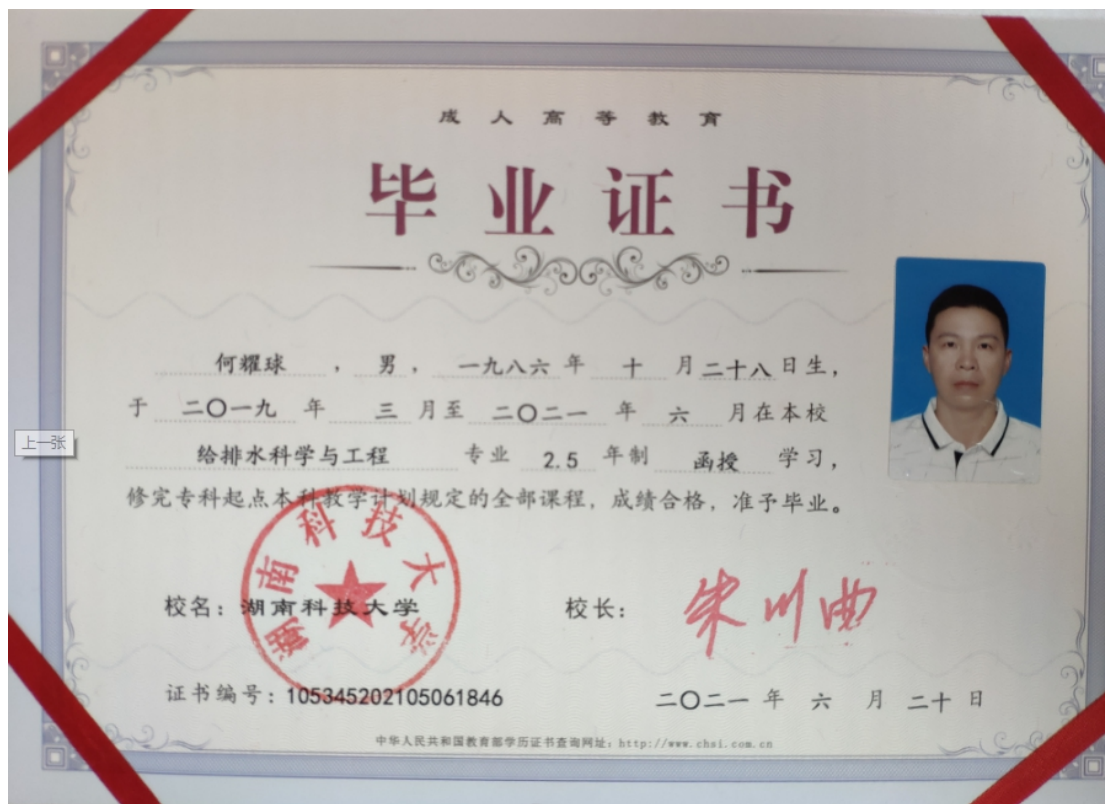 成人高等教育
毕业证书
何耀球，男，一九八六年十月二十八日生，
于二〇一九年三月至二〇二一年六月在本校
给排水科学与工程专业2.5年制函授学习，
修完专科起点本科教学计划规定的全部课程，成绩合格，准予毕业。
上一张
湖南科技大学
校名：湖南科技大学 校长：朱川曲
证书编号：105345202105061846 二〇二一年六月二十日
中华人民共和国教育部学历证书查询网址：http://www.chsi.com.cn